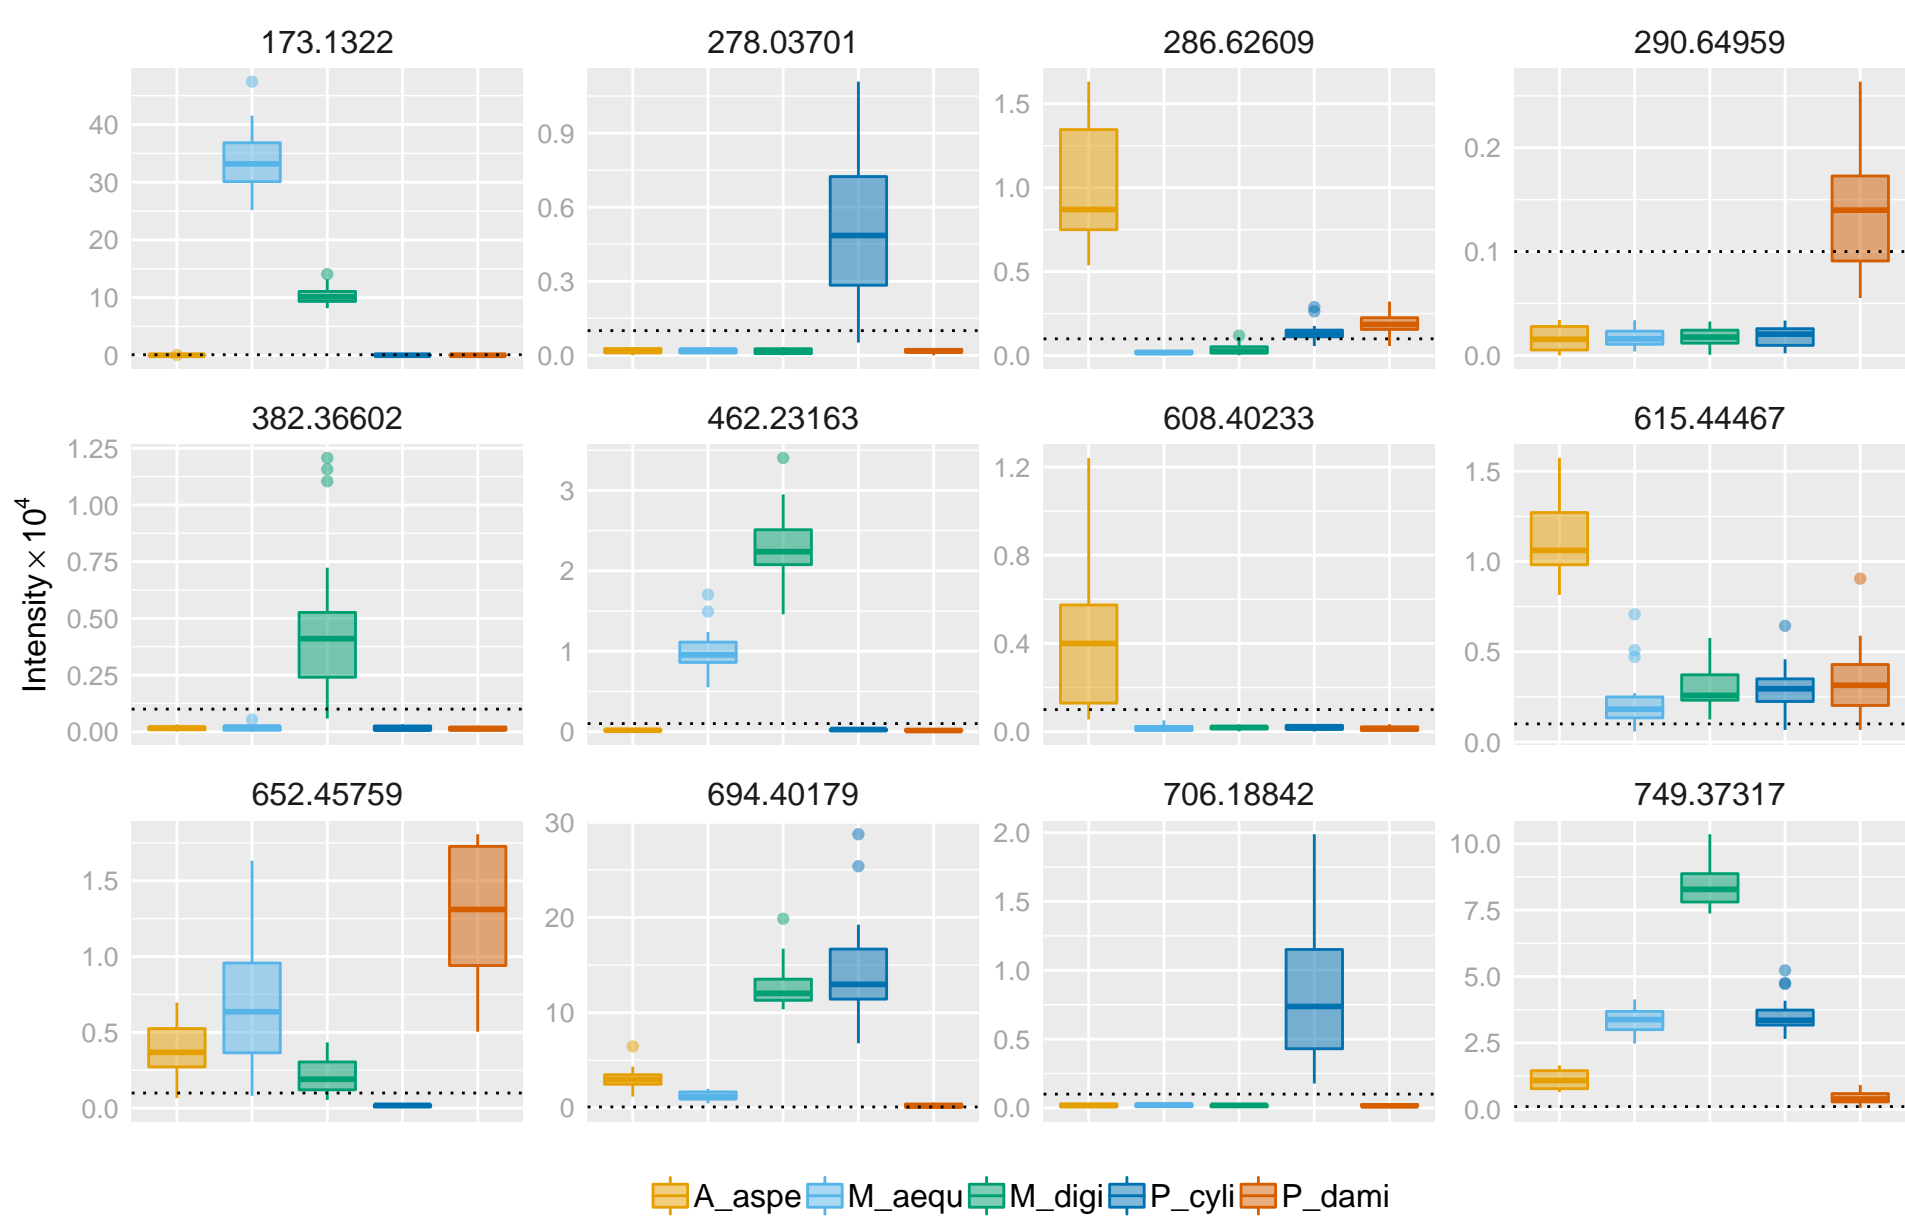 173.1322 278.03701 286.62609 290.64959
40 30 20 10 0
0.9 0.6 0.3 0.0
1.5 1.0 0.5 0.0
0.2 0.1 0.0
382.36602 462.23163 608.40233 615.44467
Intensity × 10⁴
1.25 1.00 0.75 0.50 0.25 0.00
3 2 1 0
1.2 0.8 0.4 0.0
1.5 1.0 0.5 0.0
652.45759 694.40179 706.18842 749.37317
1.5 1.0 0.5 0.0
30 20 10 0
2.0 1.5 1.0 0.5 0.0
10.0 7.5 5.0 2.5 0.0
A_aspe M_aequ M_digi P_cyli P_dami